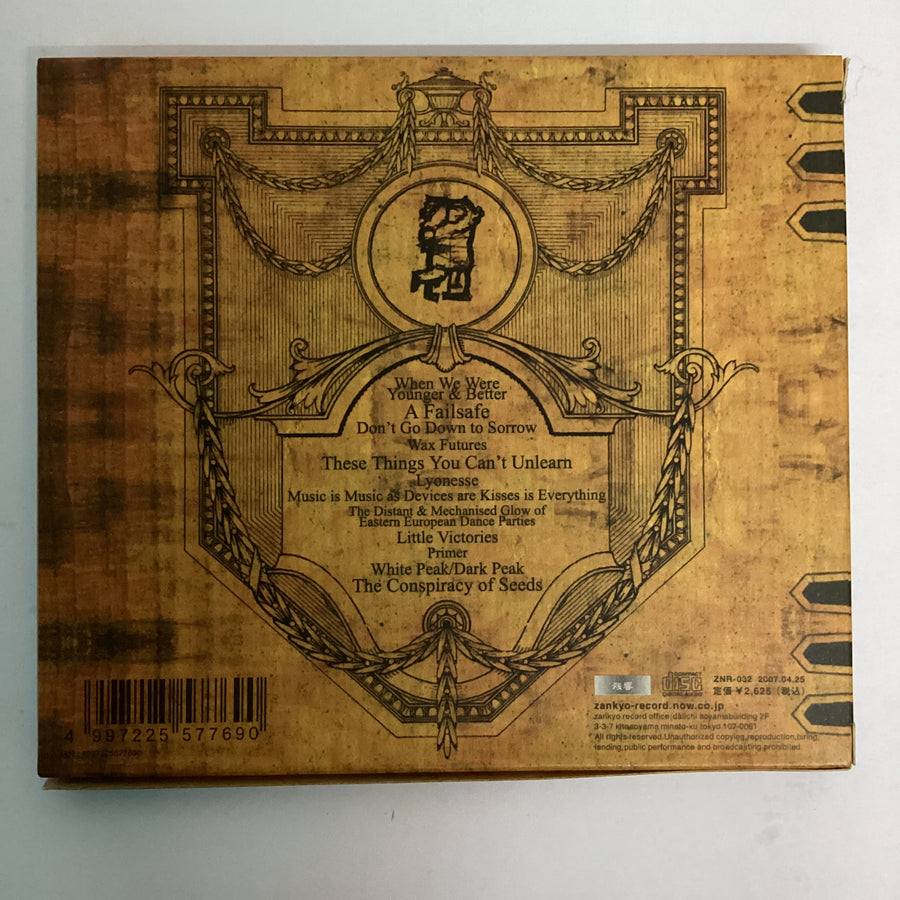 When We Were
Younger & Better
A Failsafe
Don't Go Down to Sorrow
Wax Futures
These Things You Can't Unlearn
Lyonesse
Music is Music as Devices are Kisses is Everything
The Distant & Mechanised Glow of
Eastern European Dance Parties
Little Victories
Primer
White Peak/Dark Peak
The Conspiracy of Seeds
4 997225 577690
残響
COMPACT
disc
DIGITAL AUDIO
ZNR-032 2007.04.25
定価 ¥2,625 (税込)
zankyo-record.now.co.jp
zankyo record office,daiichi aoyamabuilding 2F
3-3-7 kitaaoyama minato-ku tokyo 107-0061
All rights reserved.Unauthorized copying,reproduction,hiring,
lending,public performance and broadcasting prohibited.